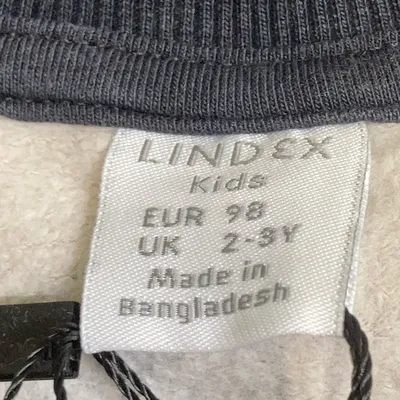 LINDEX
Kids
EUR 98
UK 2-3Y
Made in
Bangladesh